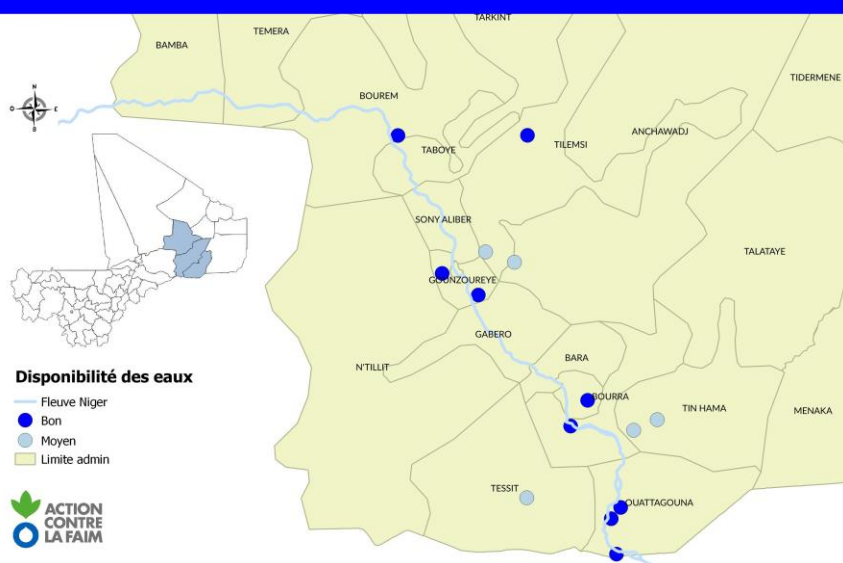 TARKINT
TEMERA
BAMBA
TIDERMENE
BOUREM
N
O
E
S
ANCHAWADJ
TILEMSI
TABOYE
SONY ALIBER
TALATAYE
GOUNZOUREYE
GABERO
BARA
N'TILLIT
BOURRA
TIN HAMA
MENAKA
TESSIT
OUATTAGOUNA
Disponibilité des eaux
Fleuve Niger
Bon
Moyen
Limite admin
ACTION
CONTRE
LA FAIM